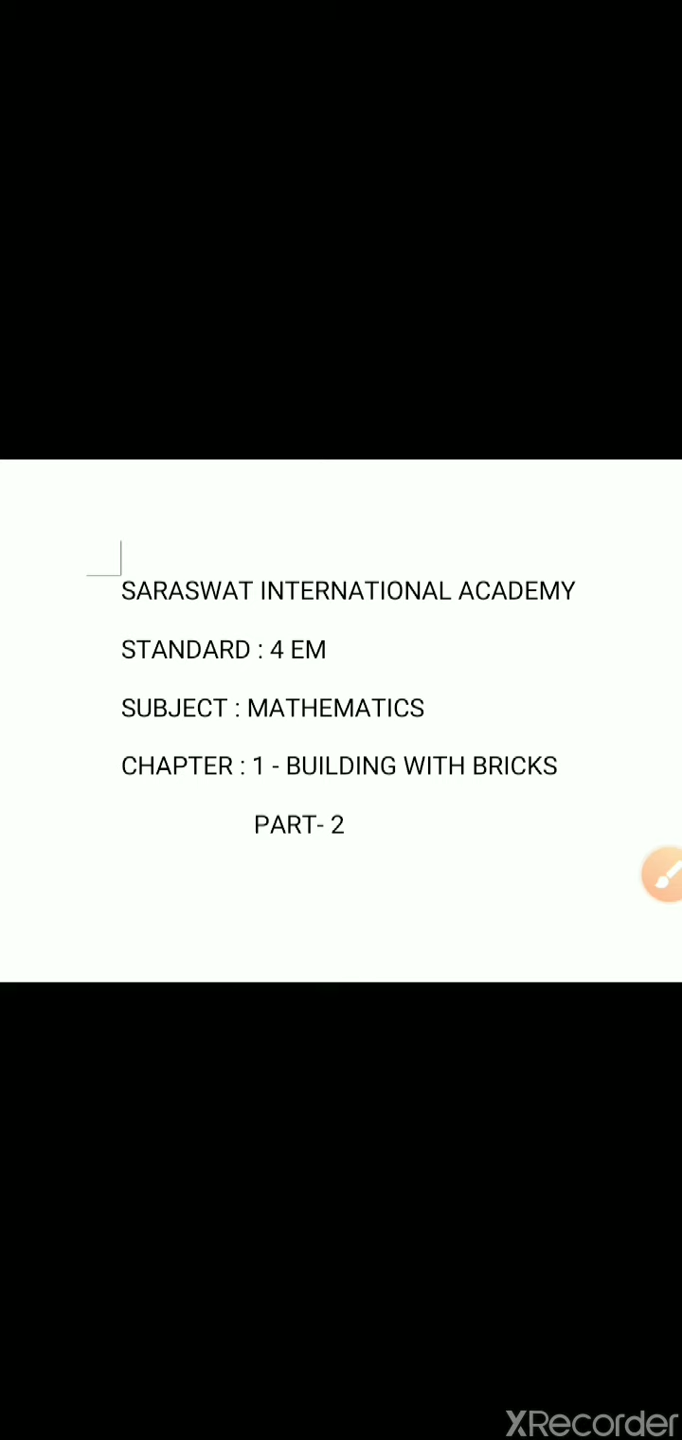 SARASWAT INTERNATIONAL ACADEMY
STANDARD : 4 EM
SUBJECT : MATHEMATICS
CHAPTER : 1 - BUILDING WITH BRICKS
PART- 2
XRecorder